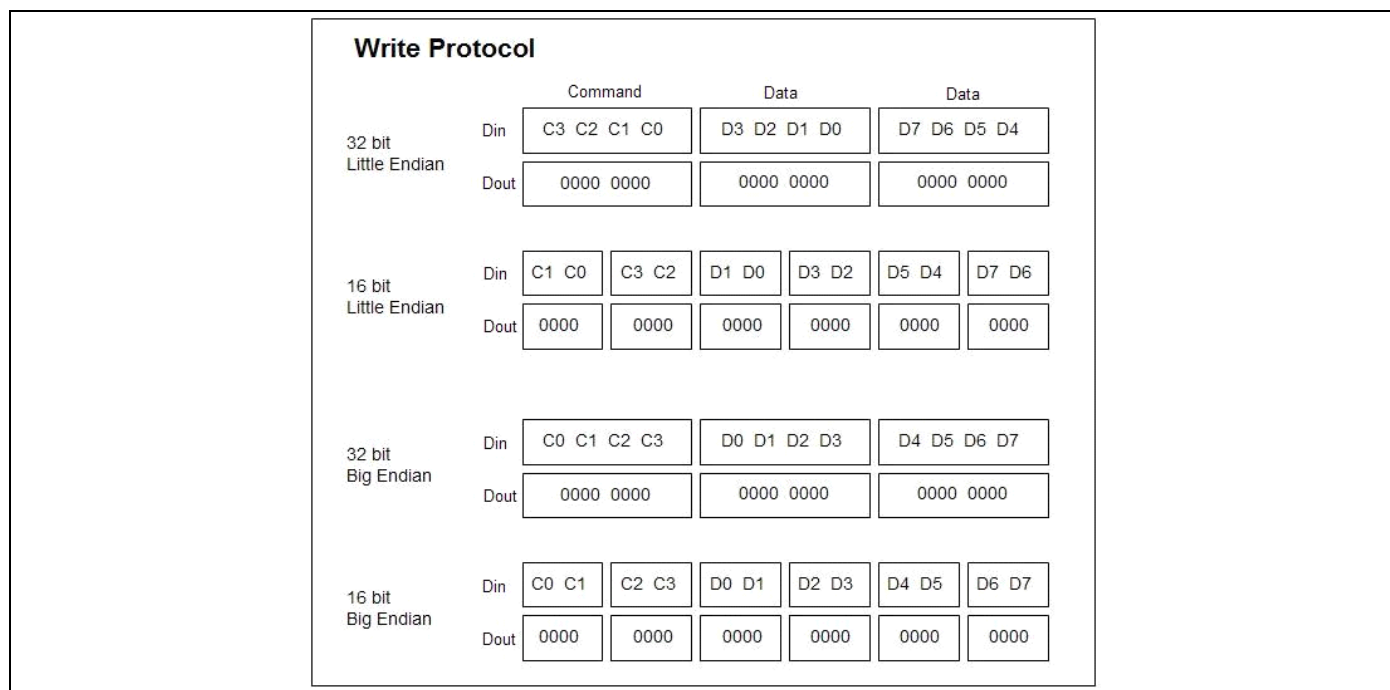 Write Protocol
Command Data Data
32 bit
Little Endian
Din C3 C2 C1 C0 D3 D2 D1 D0 D7 D6 D5 D4
Dout 0000 0000 0000 0000 0000 0000
16 bit
Little Endian
Din C1 C0 C3 C2 D1 D0 D3 D2 D5 D4 D7 D6
Dout 0000 0000 0000 0000 0000 0000
32 bit
Big Endian
Din C0 C1 C2 C3 D0 D1 D2 D3 D4 D5 D6 D7
Dout 0000 0000 0000 0000 0000 0000
16 bit
Big Endian
Din C0 C1 C2 C3 D0 D1 D2 D3 D4 D5 D6 D7
Dout 0000 0000 0000 0000 0000 0000